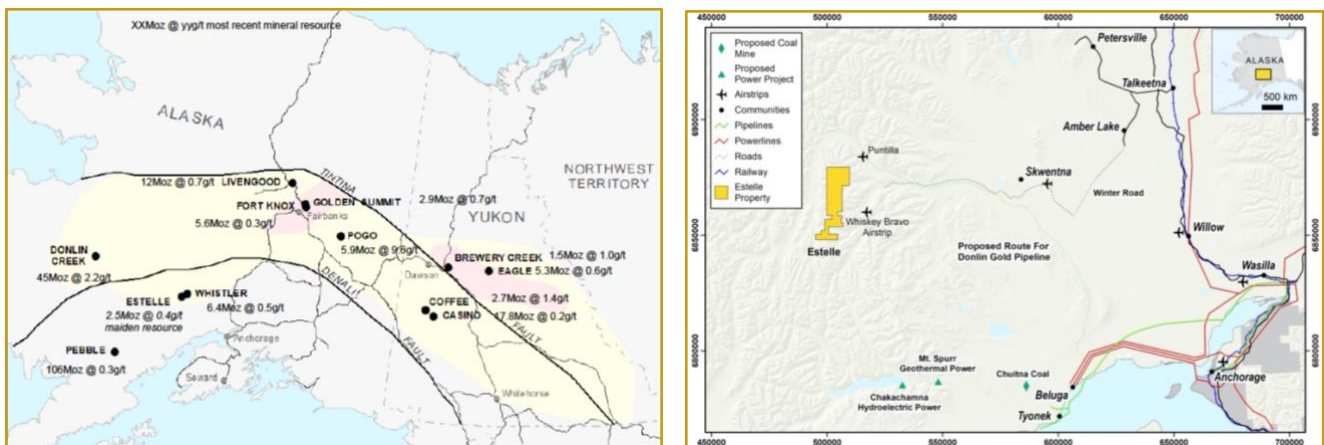 XXMoz @ yyg/t most recent mineral resource
ALASKA
NORTHWEST
TERRITORY
YUKON
TINTINA
12Moz @ 0.7g/t
LIVENGOOD
GOLDEN SUMMIT
FORT KNOX
Fairbanks
5.6Moz @ 0.3g/t
2.9Moz @ 0.7g/t
POGO
DONLIN
CREEK
45Moz @ 2.2g/t
BREWERY CREEK
1.5Moz @ 1.0g/t
Dawson
EAGLE
5.3Moz @ 0.6g/t
DENALI
ESTELLE
WHISTLER
2.5Moz @ 0.4g/t
maiden resource
6.4Moz @ 0.5g/t
2.7Moz @ 1.4g/t
COFFEE
CASINO
17.8Moz @ 0.2g/t
FAULT
FAULT
Anchorage
PEBBLE
106Moz @ 0.3g/t
Seward
Whitehorse
450000
500000
550000
600000
650000
700000
Proposed Coal
Mine
Proposed
Power Project
Airstrips
Communities
Pipelines
Powerlines
Roads
Railway
Estelle
Property
ALASKA
500 km
Petersville
Talkeetna
Amber Lake
Puntilla
Skwentna
Winter Road
Whiskey Bravo
Airstrip
Estelle
Willow
Proposed Route For
Donlin Gold Pipeline
Wasilla
Mt. Spurr
Geothermal Power
Chuitna Coal
Chakachamna
Hydroelectric Power
Beluga
Tyonek
Anchorage
6900000
6850000
6800000
6900000
6850000
6800000
450000
500000
550000
600000
650000
700000